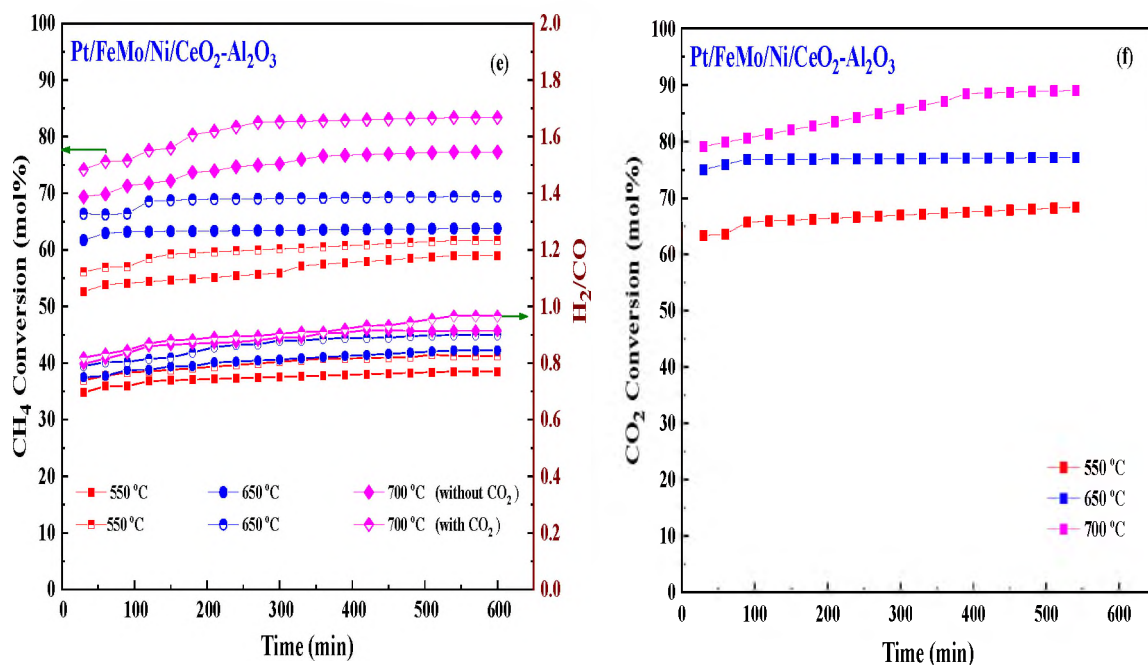 Pt/FeMo/Ni/CeO₂-Al₂O₃
(e)
CH₄ Conversion (mol%)
100
90
80
70
60
50
40
30
20
10
0
2.0
1.8
1.6
1.4
1.2
1.0
0.8
0.6
0.4
0.2
0.0
H₂/CO
550 °C
650 °C
700 °C (without CO₂)
550 °C
650 °C
700 °C (with CO₂)
0 100 200 300 400 500 600
Time (min)
Pt/FeMo/Ni/CeO₂-Al₂O₃
(f)
CO₂ Conversion (mol%)
100
90
80
70
60
50
40
30
20
10
0
550 °C
650 °C
700 °C
0 100 200 300 400 500 600
Time (min)